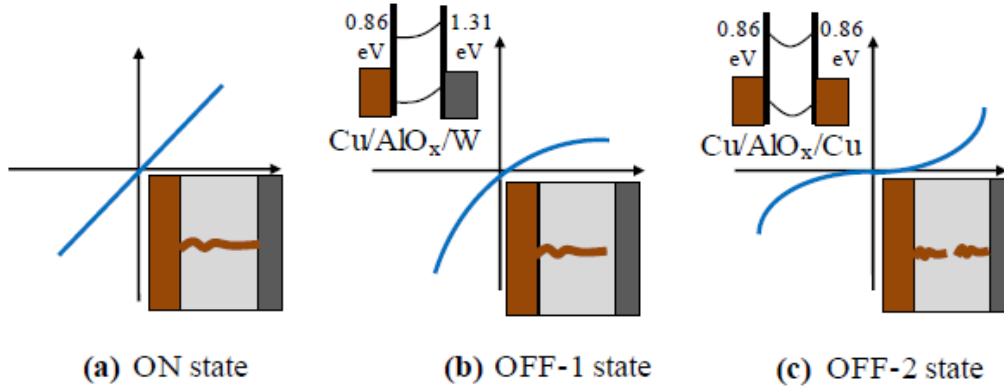 0.86 1.31
eV eV
Cu/AlOx/W
0.86 0.86
eV eV
Cu/AlOx/Cu
(a) ON state
(b) OFF-1 state
(c) OFF-2 state